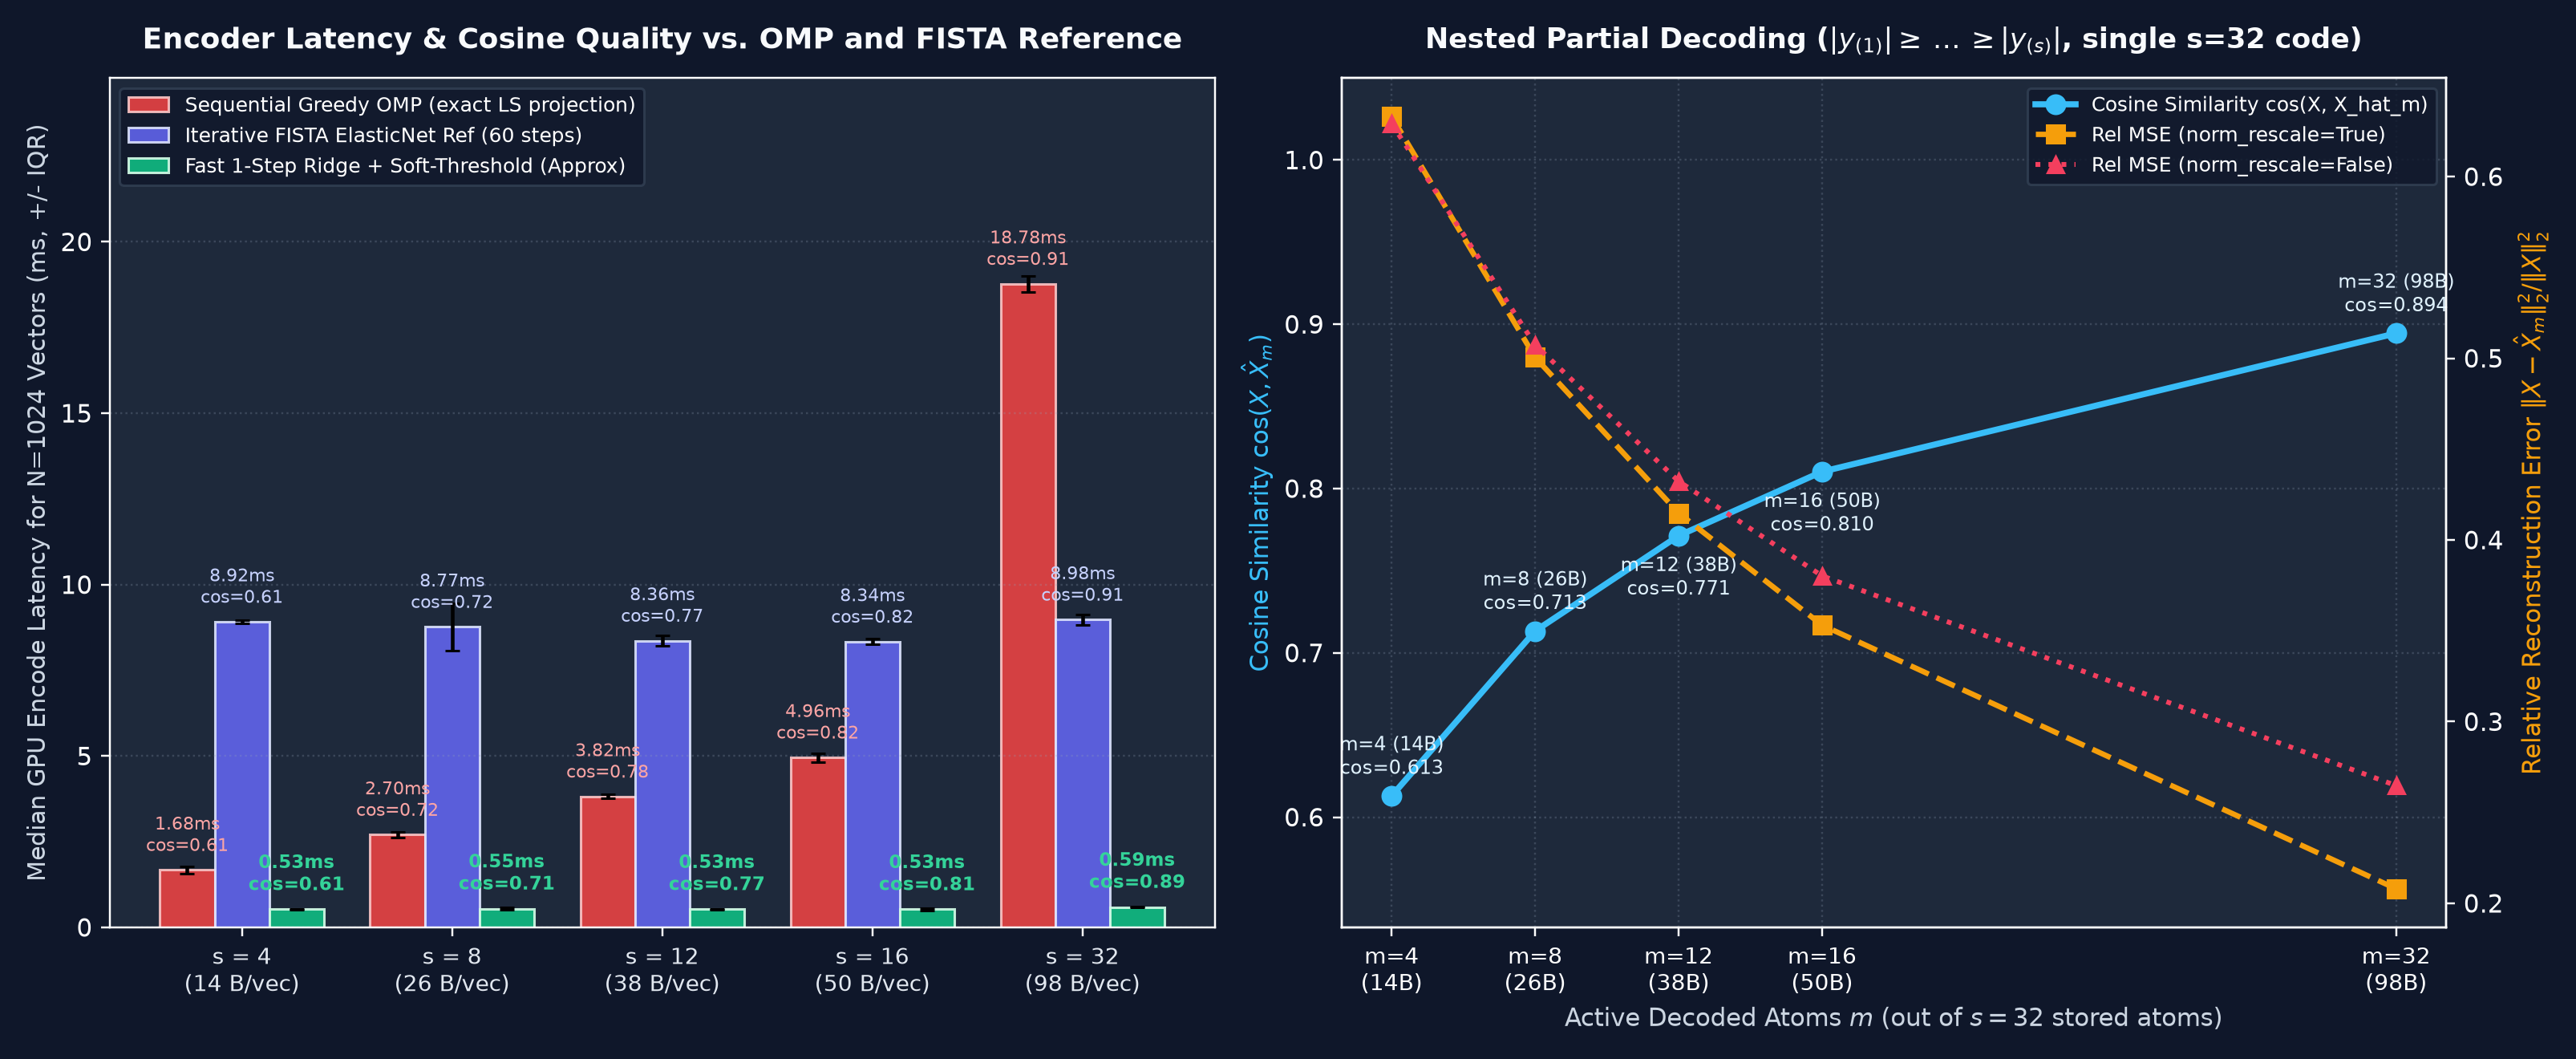 Encoder Latency & Cosine Quality vs. OMP and FISTA Reference
Median GPU Encode Latency for N=1024 Vectors (ms, +/- IQR)
Sequential Greedy OMP (exact LS projection)
Iterative FISTA ElasticNet Ref (60 steps)
Fast 1-Step Ridge + Soft-Threshold (Approx)
20
15
10
5
0
1.68ms
cos=0.61
8.92ms
cos=0.61
0.53ms
cos=0.61
2.70ms
cos=0.72
8.77ms
cos=0.72
0.55ms
cos=0.71
3.82ms
cos=0.78
8.36ms
cos=0.77
0.53ms
cos=0.77
4.96ms
cos=0.82
8.34ms
cos=0.82
0.53ms
cos=0.81
18.78ms
cos=0.91
8.98ms
cos=0.91
0.59ms
cos=0.89
s = 4
(14 B/vec)
s = 8
(26 B/vec)
s = 12
(38 B/vec)
s = 16
(50 B/vec)
s = 32
(98 B/vec)
Nested Partial Decoding (|y₍₁₎| ≥ … ≥ |y₍ₛ₎|, single s=32 code)
Cosine Similarity cos(X, X̂ₘ)
Cosine Similarity cos(X, X_hat_m)
Rel MSE (norm_rescale=True)
Rel MSE (norm_rescale=False)
1.0
0.9
0.8
0.7
0.6
m=4 (14B)
cos=0.613
m=8 (26B)
cos=0.713
m=12 (38B)
cos=0.771
m=16 (50B)
cos=0.810
m=32 (98B)
cos=0.894
0.6
0.5
0.4
0.3
0.2
Relative Reconstruction Error ‖X − X̂ₘ‖₂²/‖X‖₂²
m=4
(14B)
m=8
(26B)
m=12
(38B)
m=16
(50B)
m=32
(98B)
Active Decoded Atoms m (out of s = 32 stored atoms)